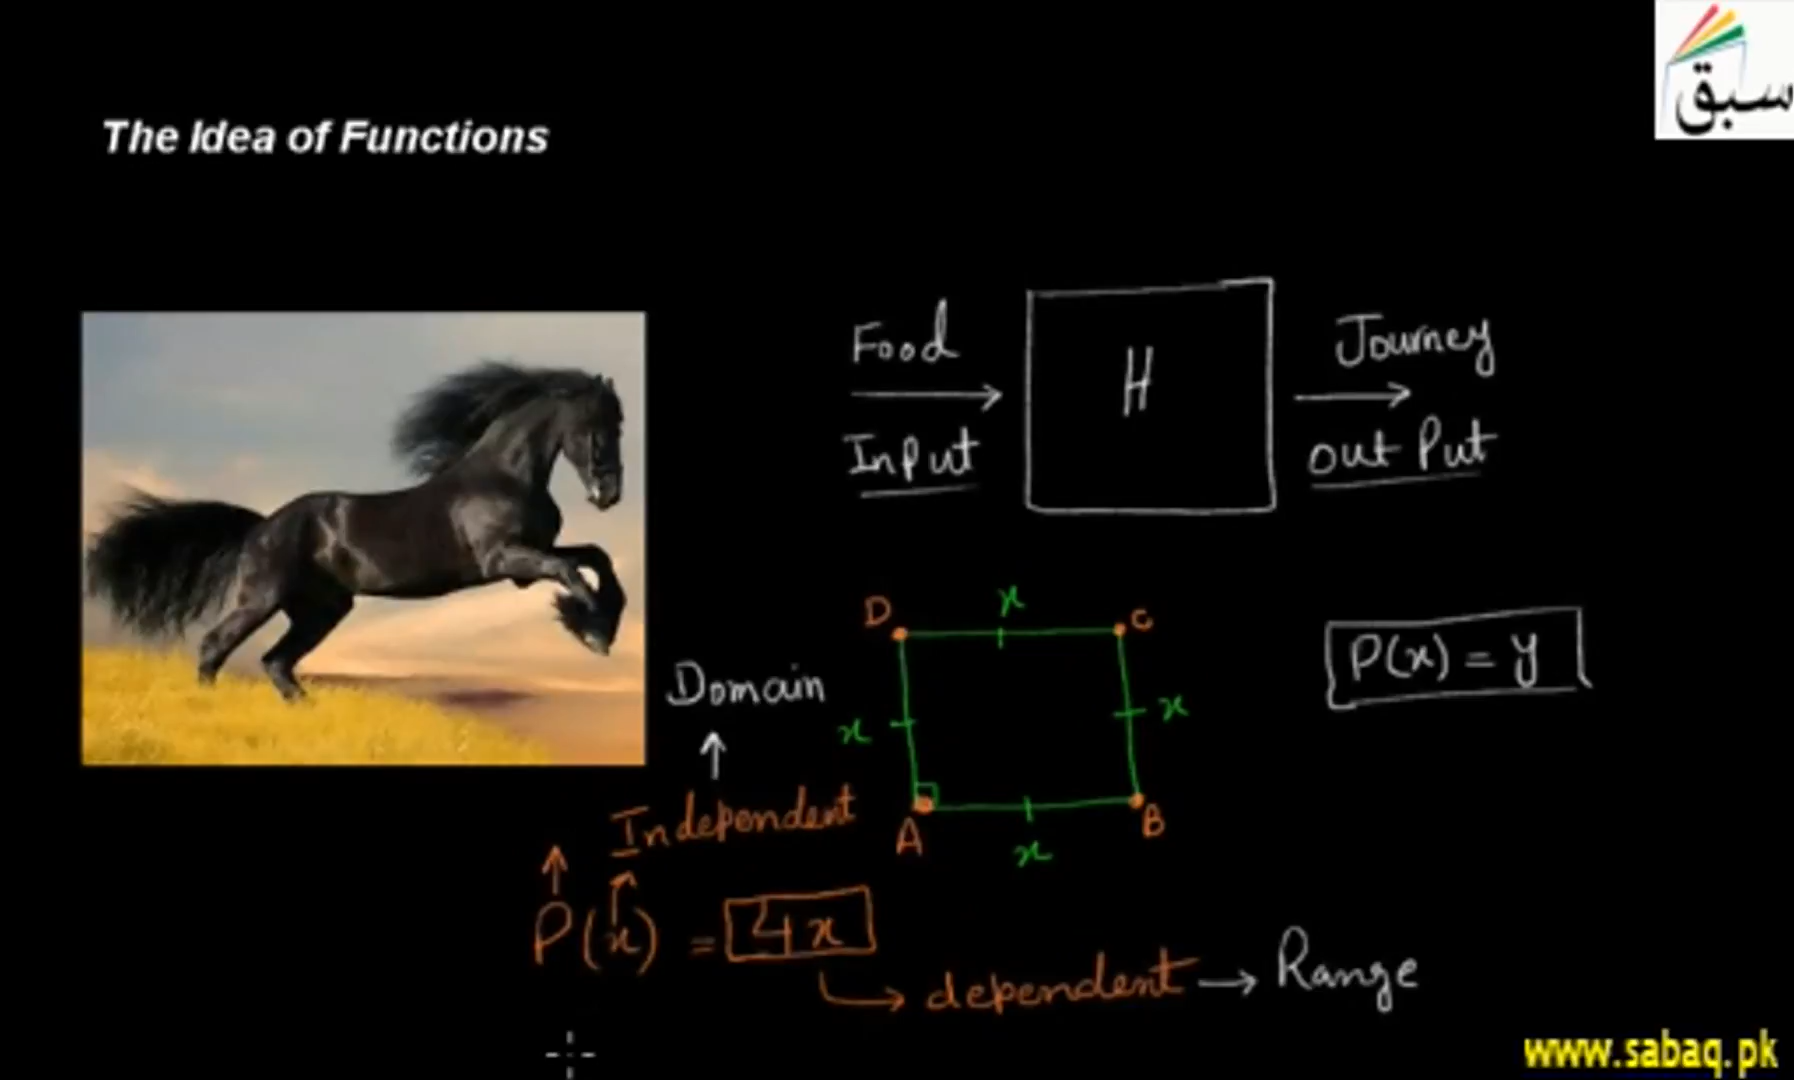 سبق
The Idea of Functions
Food
Input
H
Journey
out Put
D
x
C
x
x
A
x
B
P(x) = y
Domain
Independent
P(x) = 4x
dependent → Range
www.sabaq.pk